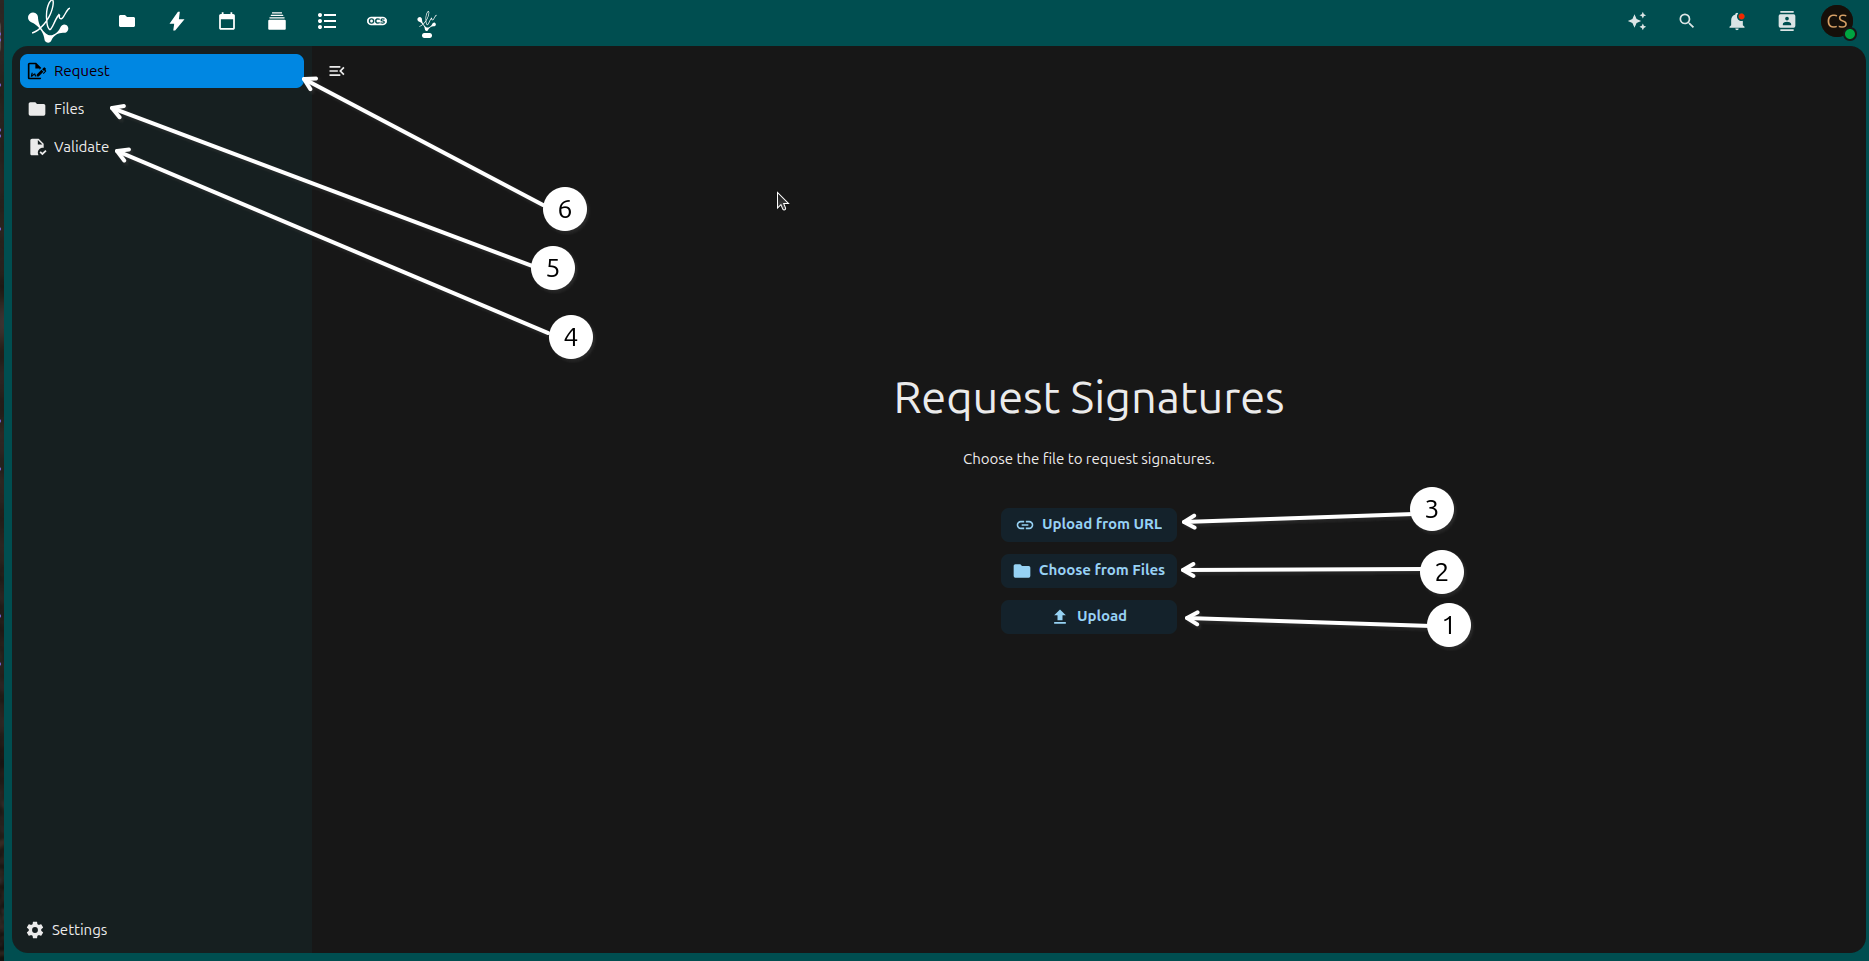 OCS
CS
Request
Files
Validate
6
5
4
Request Signatures
Choose the file to request signatures.
Upload from URL
3
Choose from Files
2
Upload
1
Settings